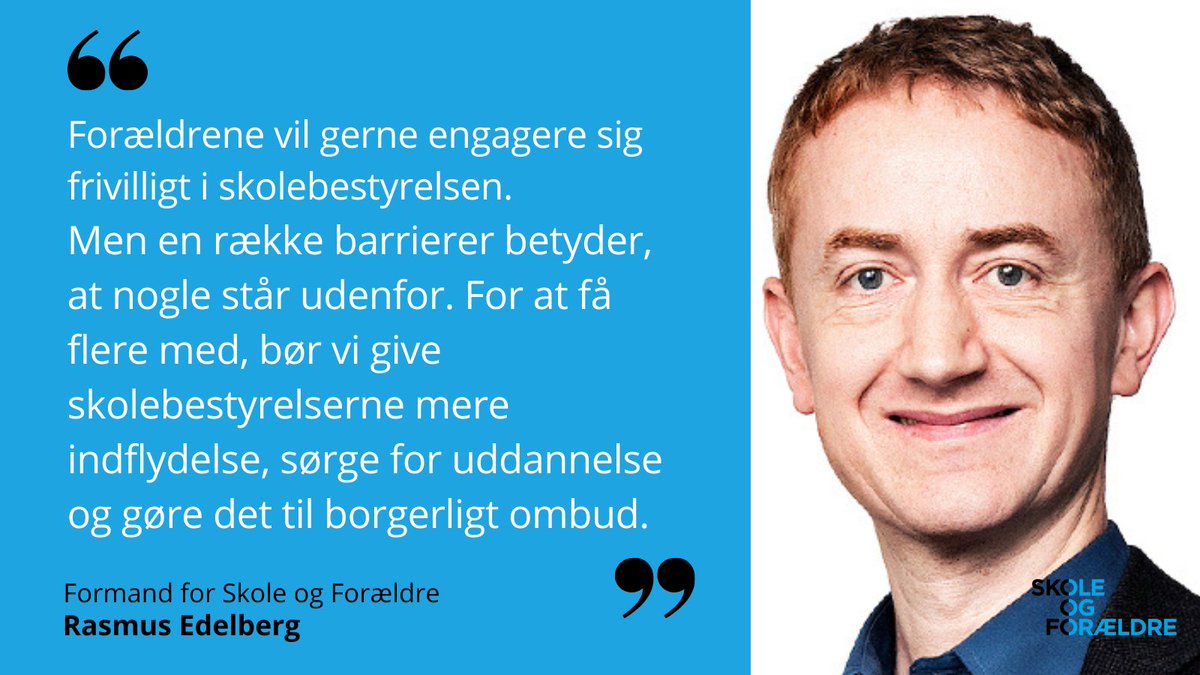 “
Forældrene vil gerne engagere sig
frivilligt i skolebestyrelsen.
Men en række barrierer betyder,
at nogle står udenfor. For at få
flere med, bør vi give
skolebestyrelserne mere
indflydelse, sørge for uddannelse
og gøre det til borgerligt ombud.
”
Formand for Skole og Forældre
Rasmus Edelberg
SKOLE
OG
FORÆLDRE